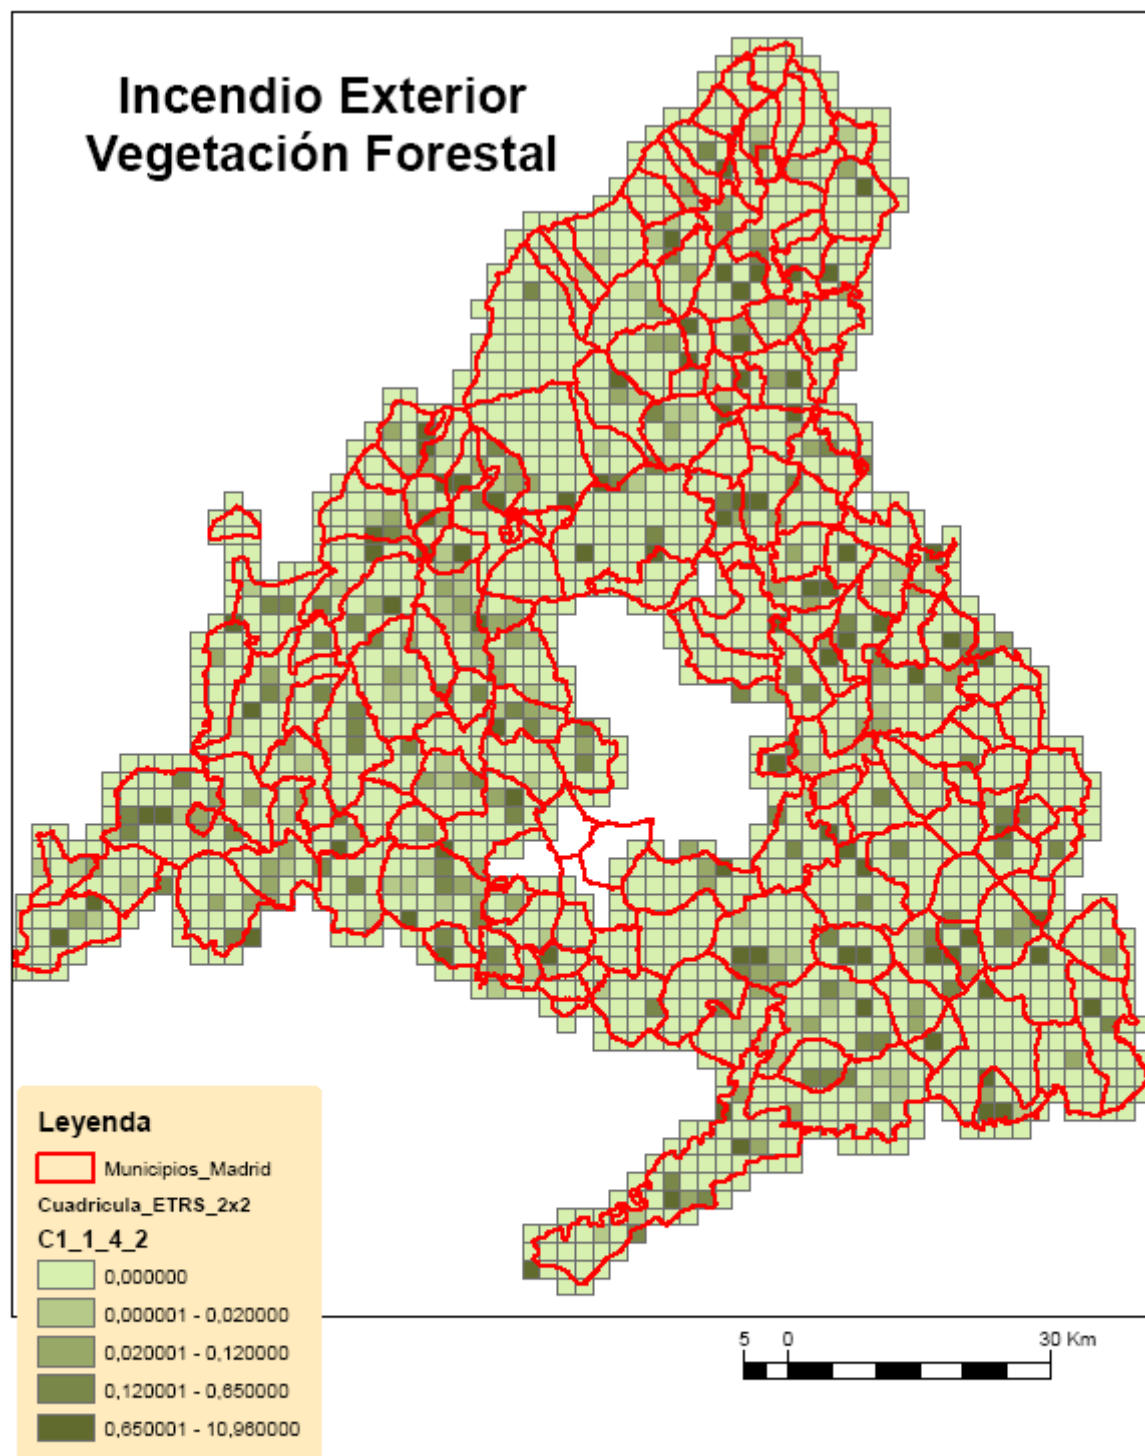 Incendio Exterior
Vegetación Forestal
Leyenda
Municipios_Madrid
Cuadricula_ETRS_2x2
C1_1_4_2
0,000000
0,000001 - 0,020000
0,020001 - 0,120000
0,120001 - 0,650000
0,650001 - 10,960000
5 0 30 Km